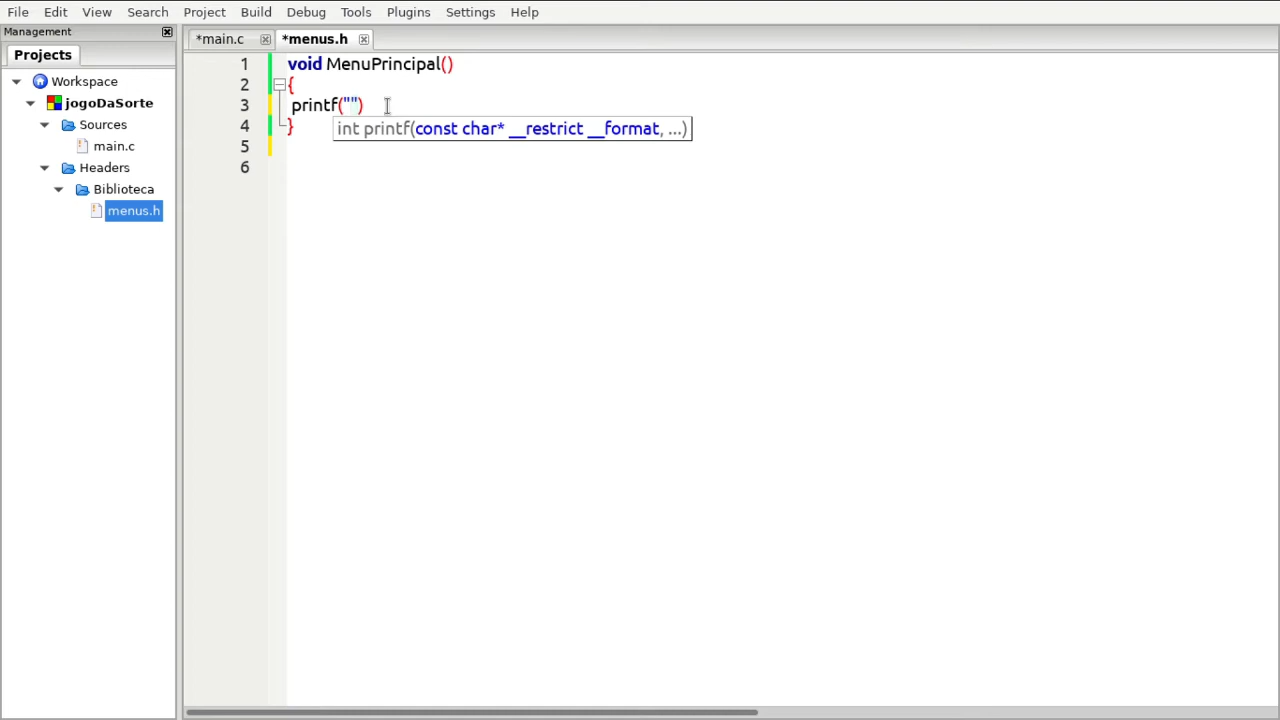 File Edit View Search Project Build Debug Tools Plugins Settings Help
Management
Projects
Workspace
jogoDaSorte
Sources
main.c
Headers
Biblioteca
menus.h
*main.c *menus.h
1 void MenuPrincipal()
2 {
3 printf("")
int printf(const char* __restrict __format, ...)
4 }
5
6